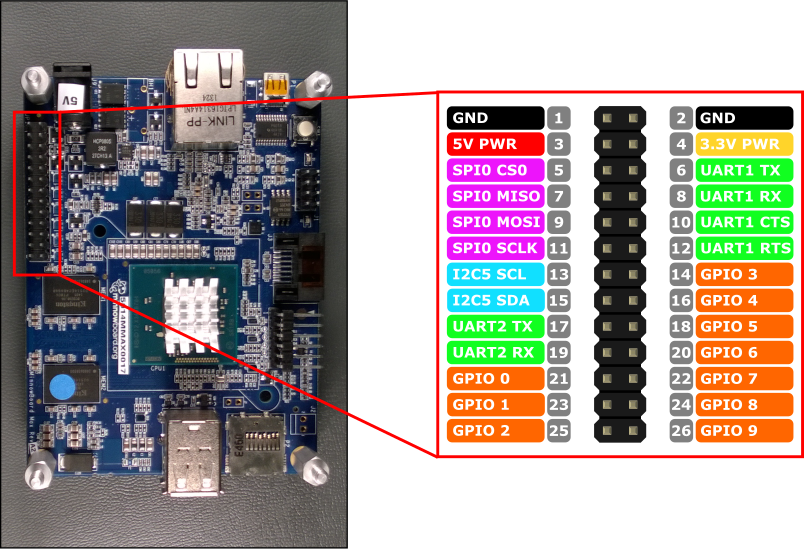 5V
LINK-PP
1324
HCP0805
2R2
CPU1
GND 1 2 GND
5V PWR 3 4 3.3V PWR
SPI0 CS0 5 6 UART1 TX
SPI0 MISO 7 8 UART1 RX
SPI0 MOSI 9 10 UART1 CTS
SPI0 SCLK 11 12 UART1 RTS
I2C5 SCL 13 14 GPIO 3
I2C5 SDA 15 16 GPIO 4
UART2 TX 17 18 GPIO 5
UART2 RX 19 20 GPIO 6
GPIO 0 21 22 GPIO 7
GPIO 1 23 24 GPIO 8
GPIO 2 25 26 GPIO 9